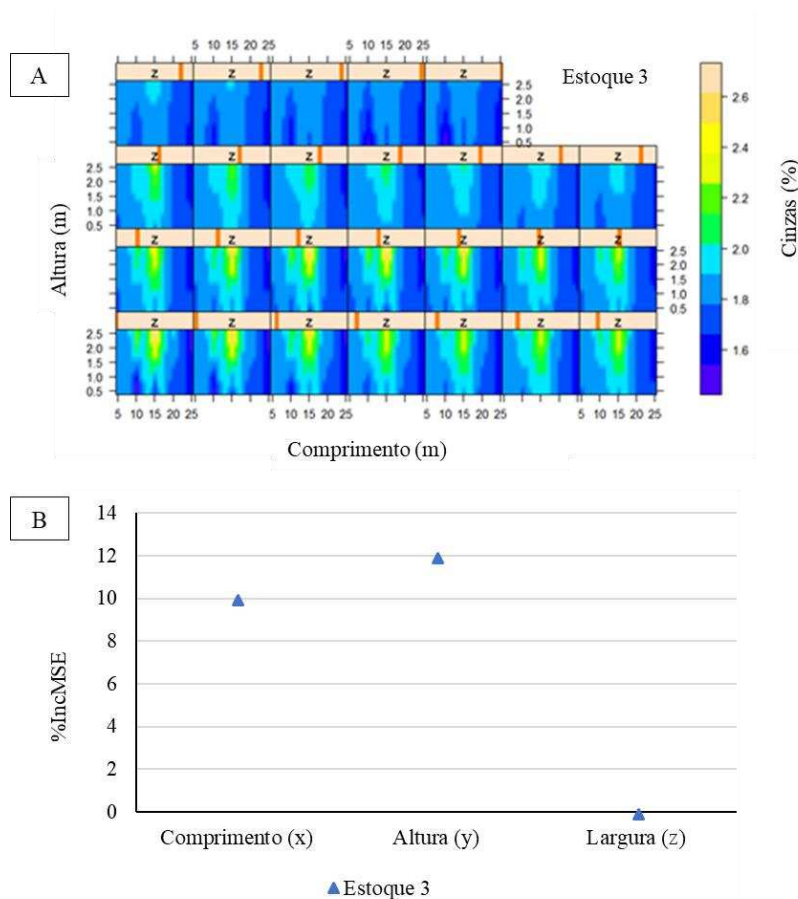 5 10 15 20 25 5 10 15 20 25
A
Estoque 3
z z z z z
2.5
2.0
1.5
1.0
0.5
z z z z z z z
2.5
2.0
1.5
1.0
0.5
z z z z z z z
2.5
2.0
1.5
1.0
0.5
z z z z z z z
2.5
2.0
1.5
1.0
0.5
5 10 15 20 25 5 10 15 20 25 5 10 15 20 25 5 10 15 20 25
Altura (m)
Comprimento (m)
2.6
2.4
2.2
2.0
1.8
1.6
Cinzas (%)
B
14
12
10
8
6
4
2
0
%IncMSE
Comprimento (x) Altura (y) Largura (z)
Estoque 3